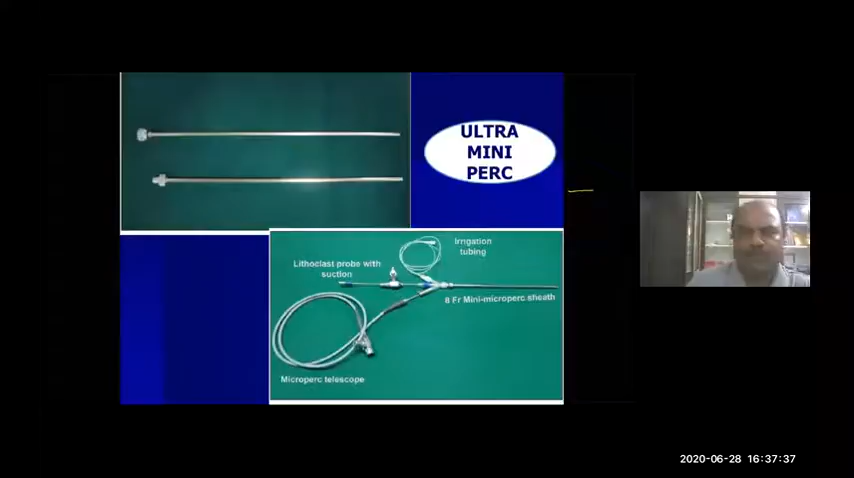 ULTRA
MINI
PERC
Irrigation
tubing
Lithoclast probe with
suction
8 Fr Mini-microperc sheath
Microperc telescope
2020-06-28 16:37:37